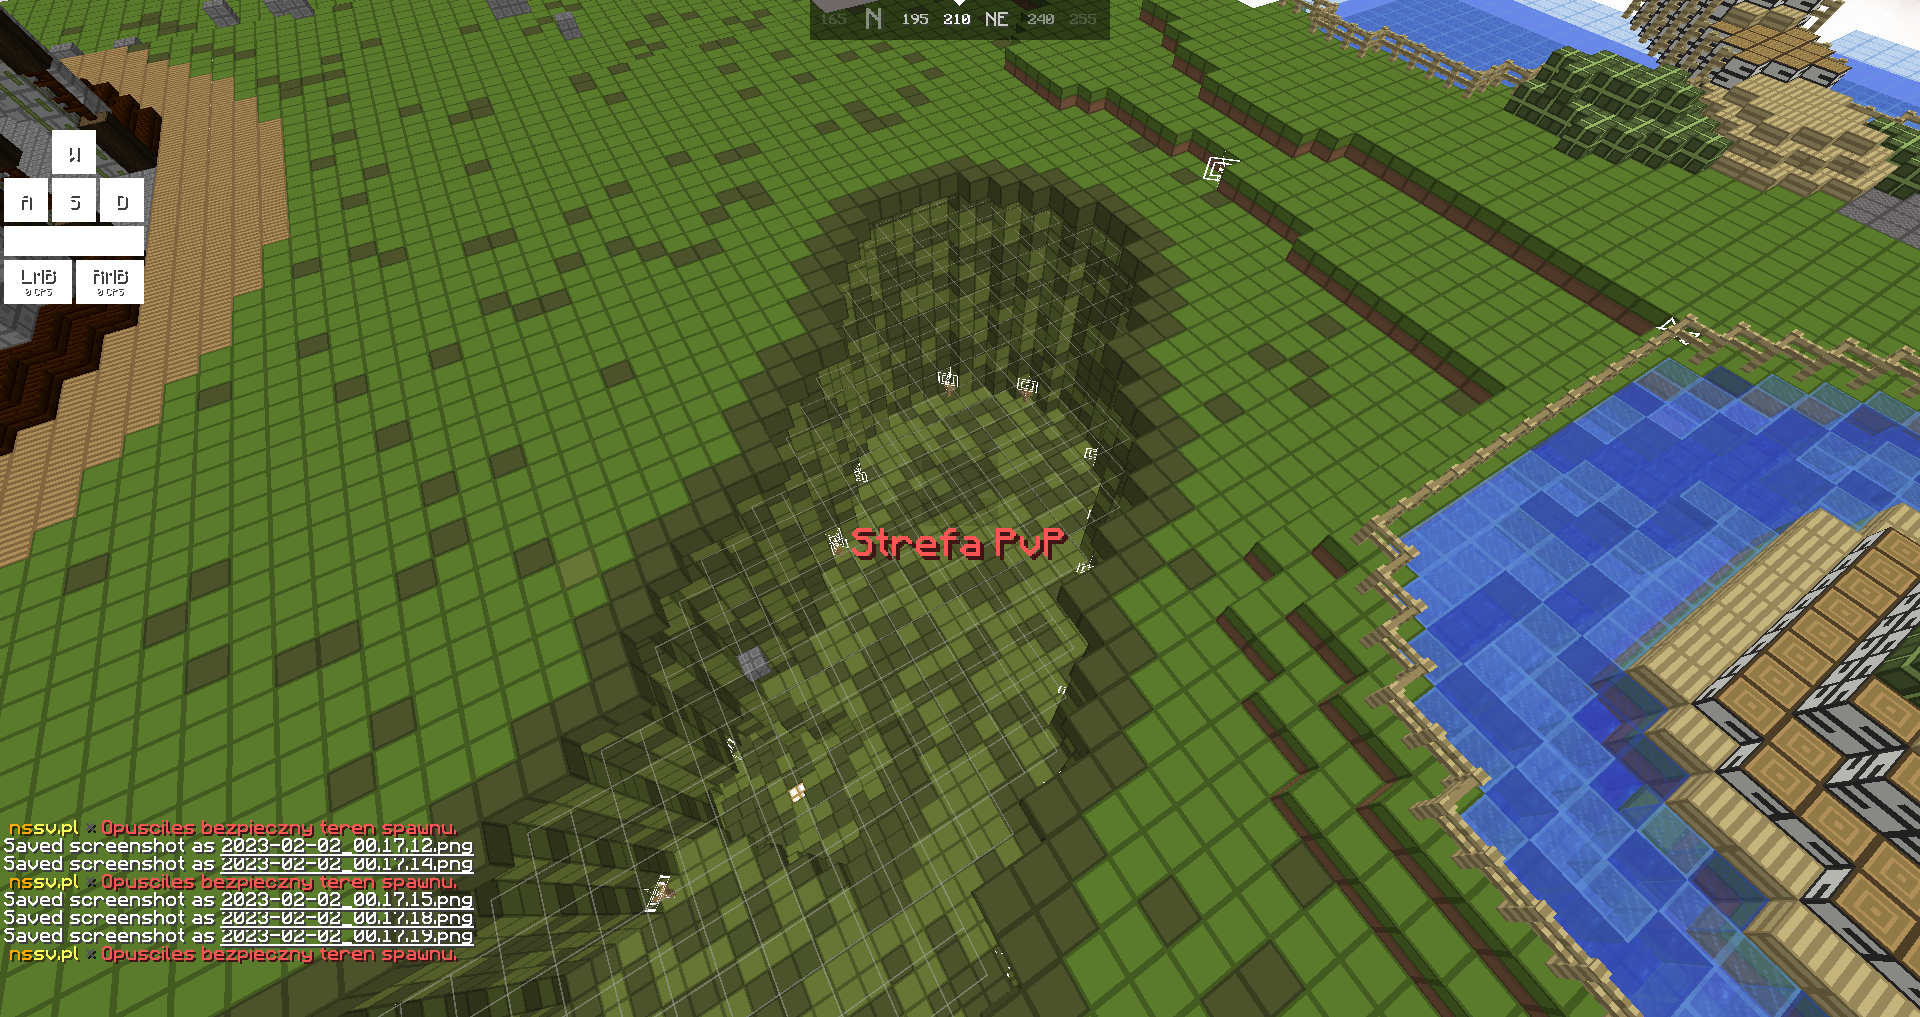 165 N 195 210 NE 240 255
W
A S D
LMB RMB
0 CPS 0 CPS
Strefa PvP
nssv.pl × Opusciles bezpieczny teren spawnu.
Saved screenshot as 2023-02-02_00.17.12.png
Saved screenshot as 2023-02-02_00.17.14.png
nssv.pl × Opusciles bezpieczny teren spawnu.
Saved screenshot as 2023-02-02_00.17.15.png
Saved screenshot as 2023-02-02_00.17.18.png
Saved screenshot as 2023-02-02_00.17.19.png
nssv.pl × Opusciles bezpieczny teren spawnu.